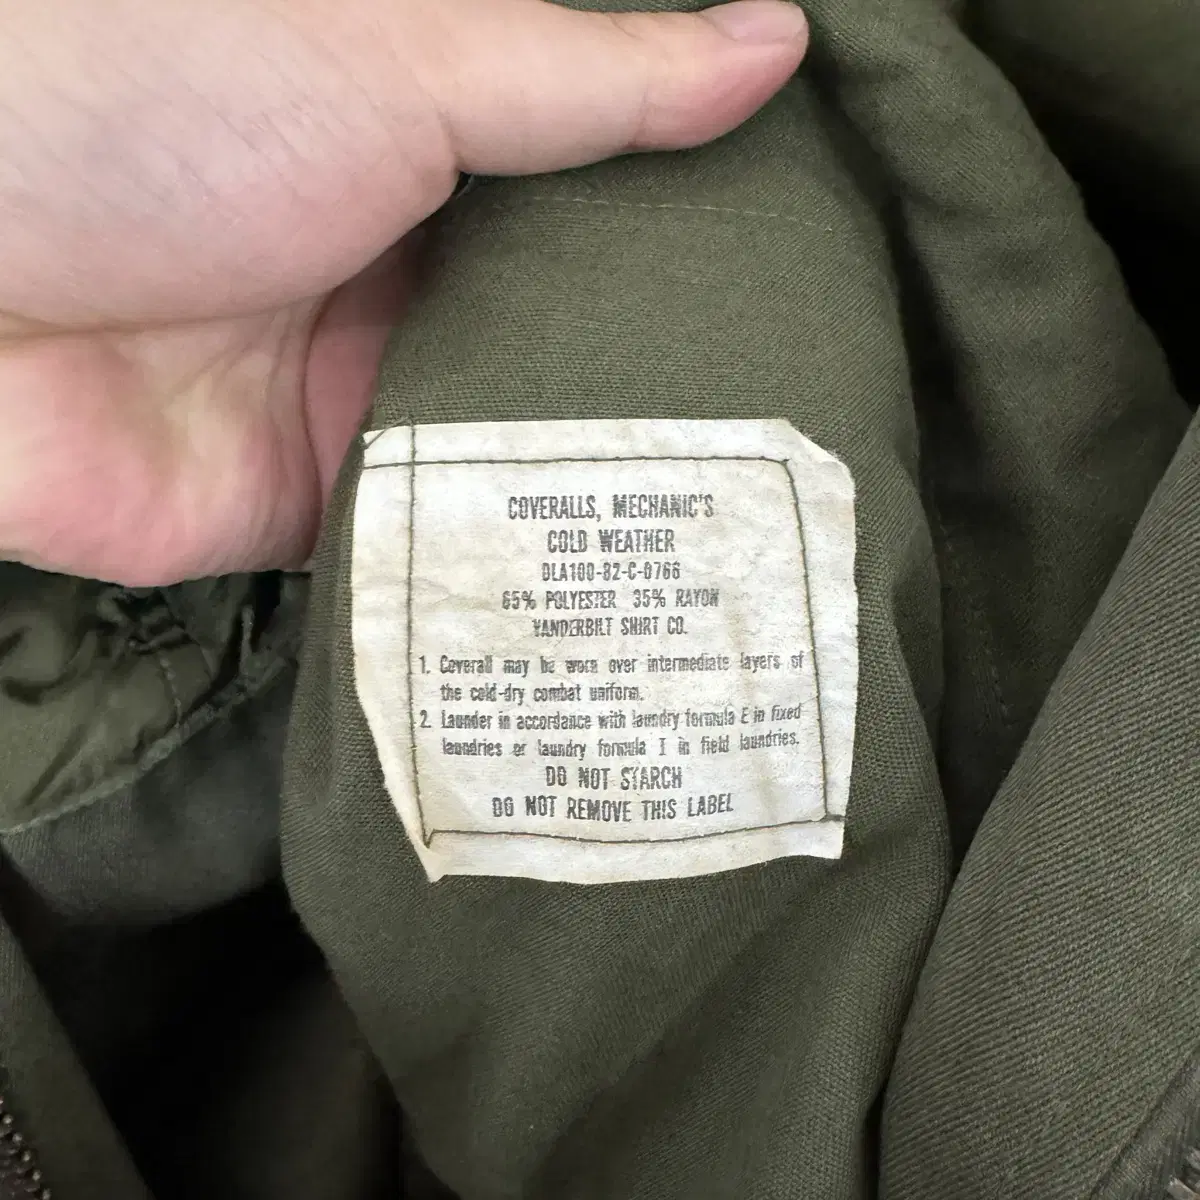 COVERALLS, MECHANIC'S
COLD WEATHER
DLA100-82-C-0766
65% POLYESTER 35% RAYON
VANDERBILT SHIRT CO.
1. Coverall may be worn over intermediate layers of
the cold-dry combat uniform.
2. Launder in accordance with laundry formula E in fixed
laundries or laundry formula I in field laundries.
DO NOT STARCH
DO NOT REMOVE THIS LABEL